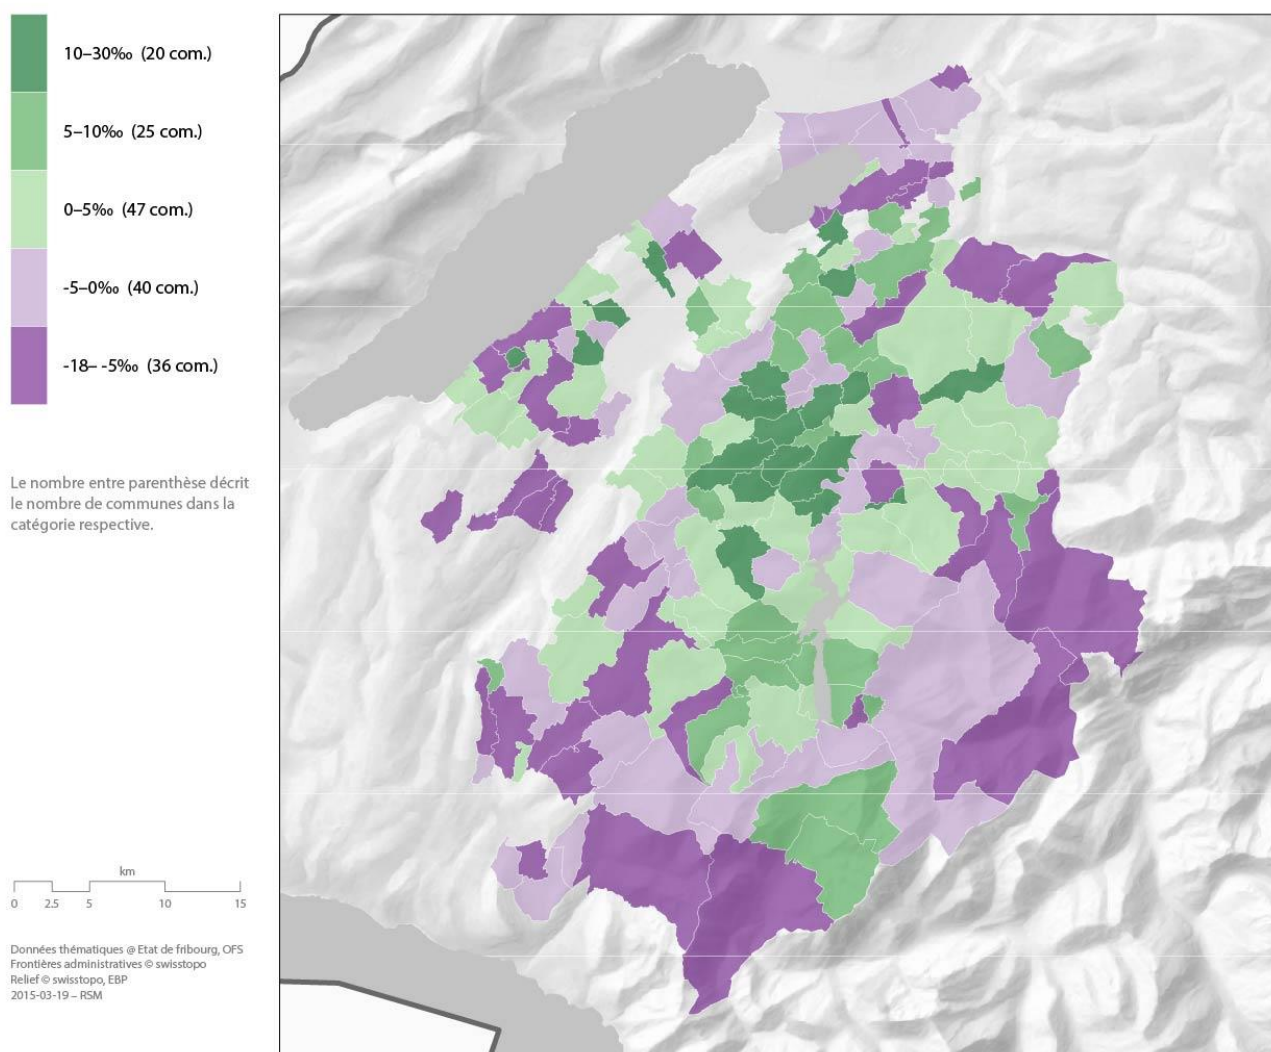 10–30‰ (20 com.)
5–10‰ (25 com.)
0–5‰ (47 com.)
-5–0‰ (40 com.)
-18– -5‰ (36 com.)
Le nombre entre parenthèse décrit
le nombre de communes dans la
catégorie respective.
km
0 2.5 5 10 15
Données thématiques @ Etat de fribourg, OFS
Frontières administratives © swisstopo
Relief © swisstopo, EBP
2015-03-19 – RSM